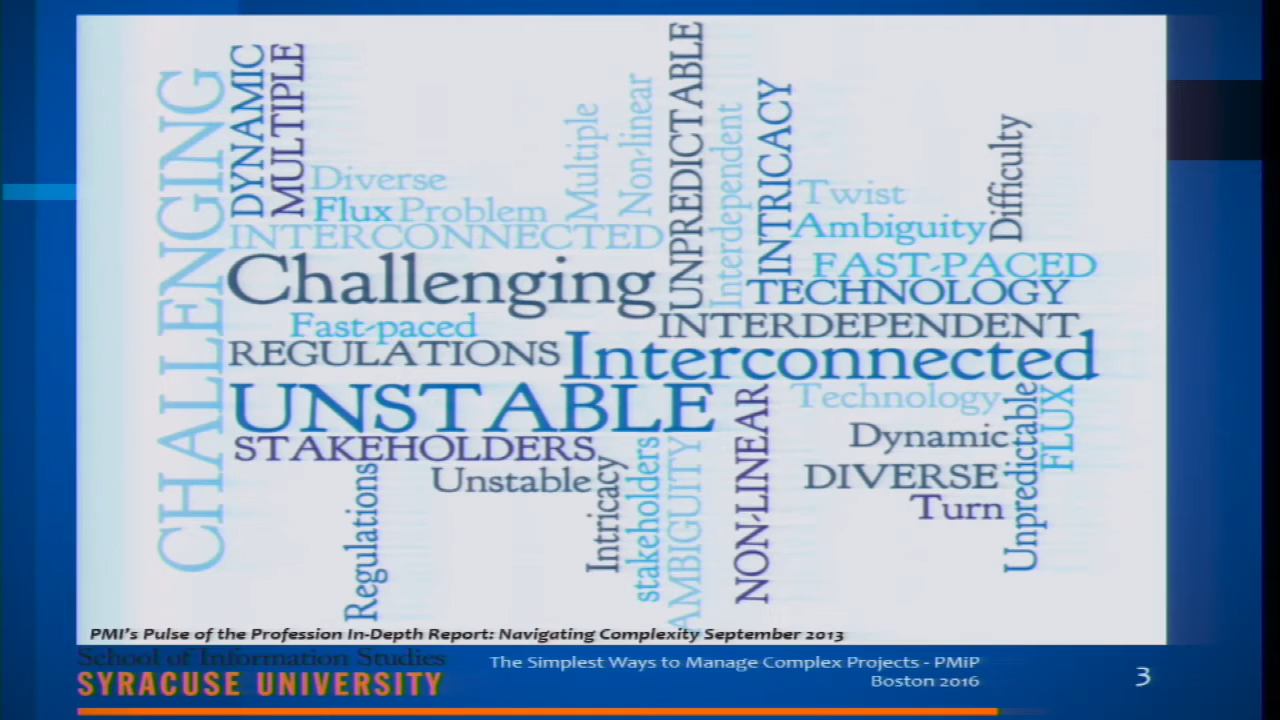 CHALLENGING
DYNAMIC
MULTIPLE
Diverse
Flux
Problem
INTERCONNECTED
Multiple
Non-linear
UNPREDICTABLE
Interdependent
INTRICACY
Twist
Ambiguity
Difficulty
FAST-PACED
TECHNOLOGY
Challenging
Fast-paced
INTERDEPENDENT
REGULATIONS
Interconnected
UNSTABLE
Technology
STAKEHOLDERS
Unstable
Regulations
Intricacy
stakeholders
AMBIGUITY
NON-LINEAR
Dynamic
DIVERSE
Turn
Unpredictable
FLUX
PMI's Pulse of the Profession In-Depth Report: Navigating Complexity September 2013
School of Information Studies
SYRACUSE UNIVERSITY
The Simplest Ways to Manage Complex Projects - PMiP
Boston 2016
3